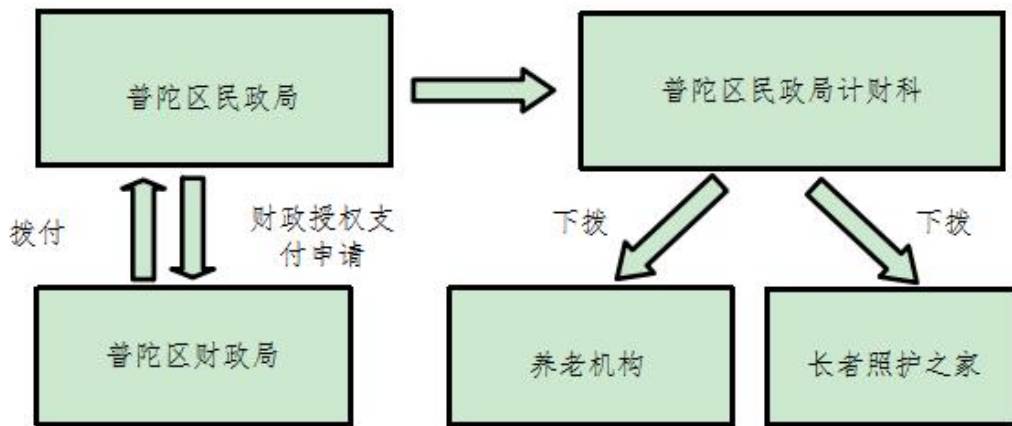 普陀区民政局
普陀区民政局计财科
拨付
财政授权支
付申请
下拨
下拨
普陀区财政局
养老机构
长者照护之家